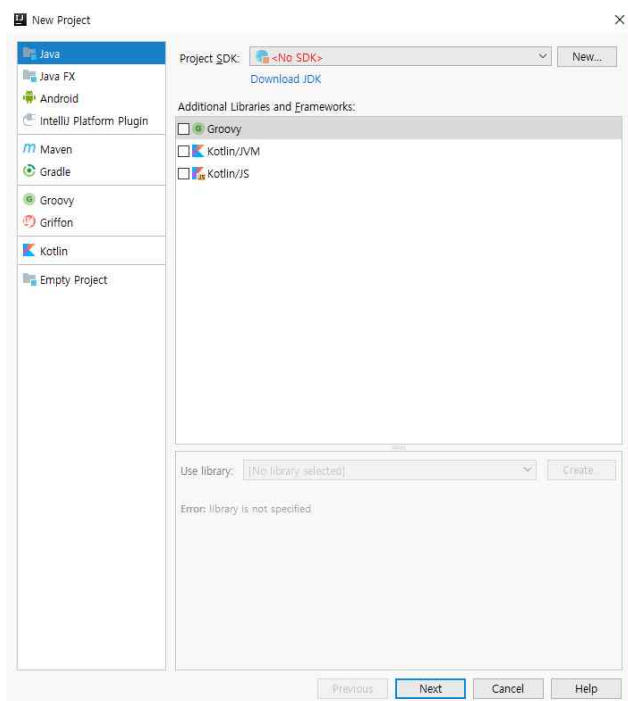 New Project
Java
Java FX
Android
IntelliJ Platform Plugin
Maven
Gradle
Groovy
Griffon
Kotlin
Empty Project
Project SDK: <No SDK> New...
Download JDK
Additional Libraries and Frameworks:
Groovy
Kotlin/JVM
Kotlin/JS
Use library: [No library selected] Create...
Error: library is not specified
Previous Next Cancel Help